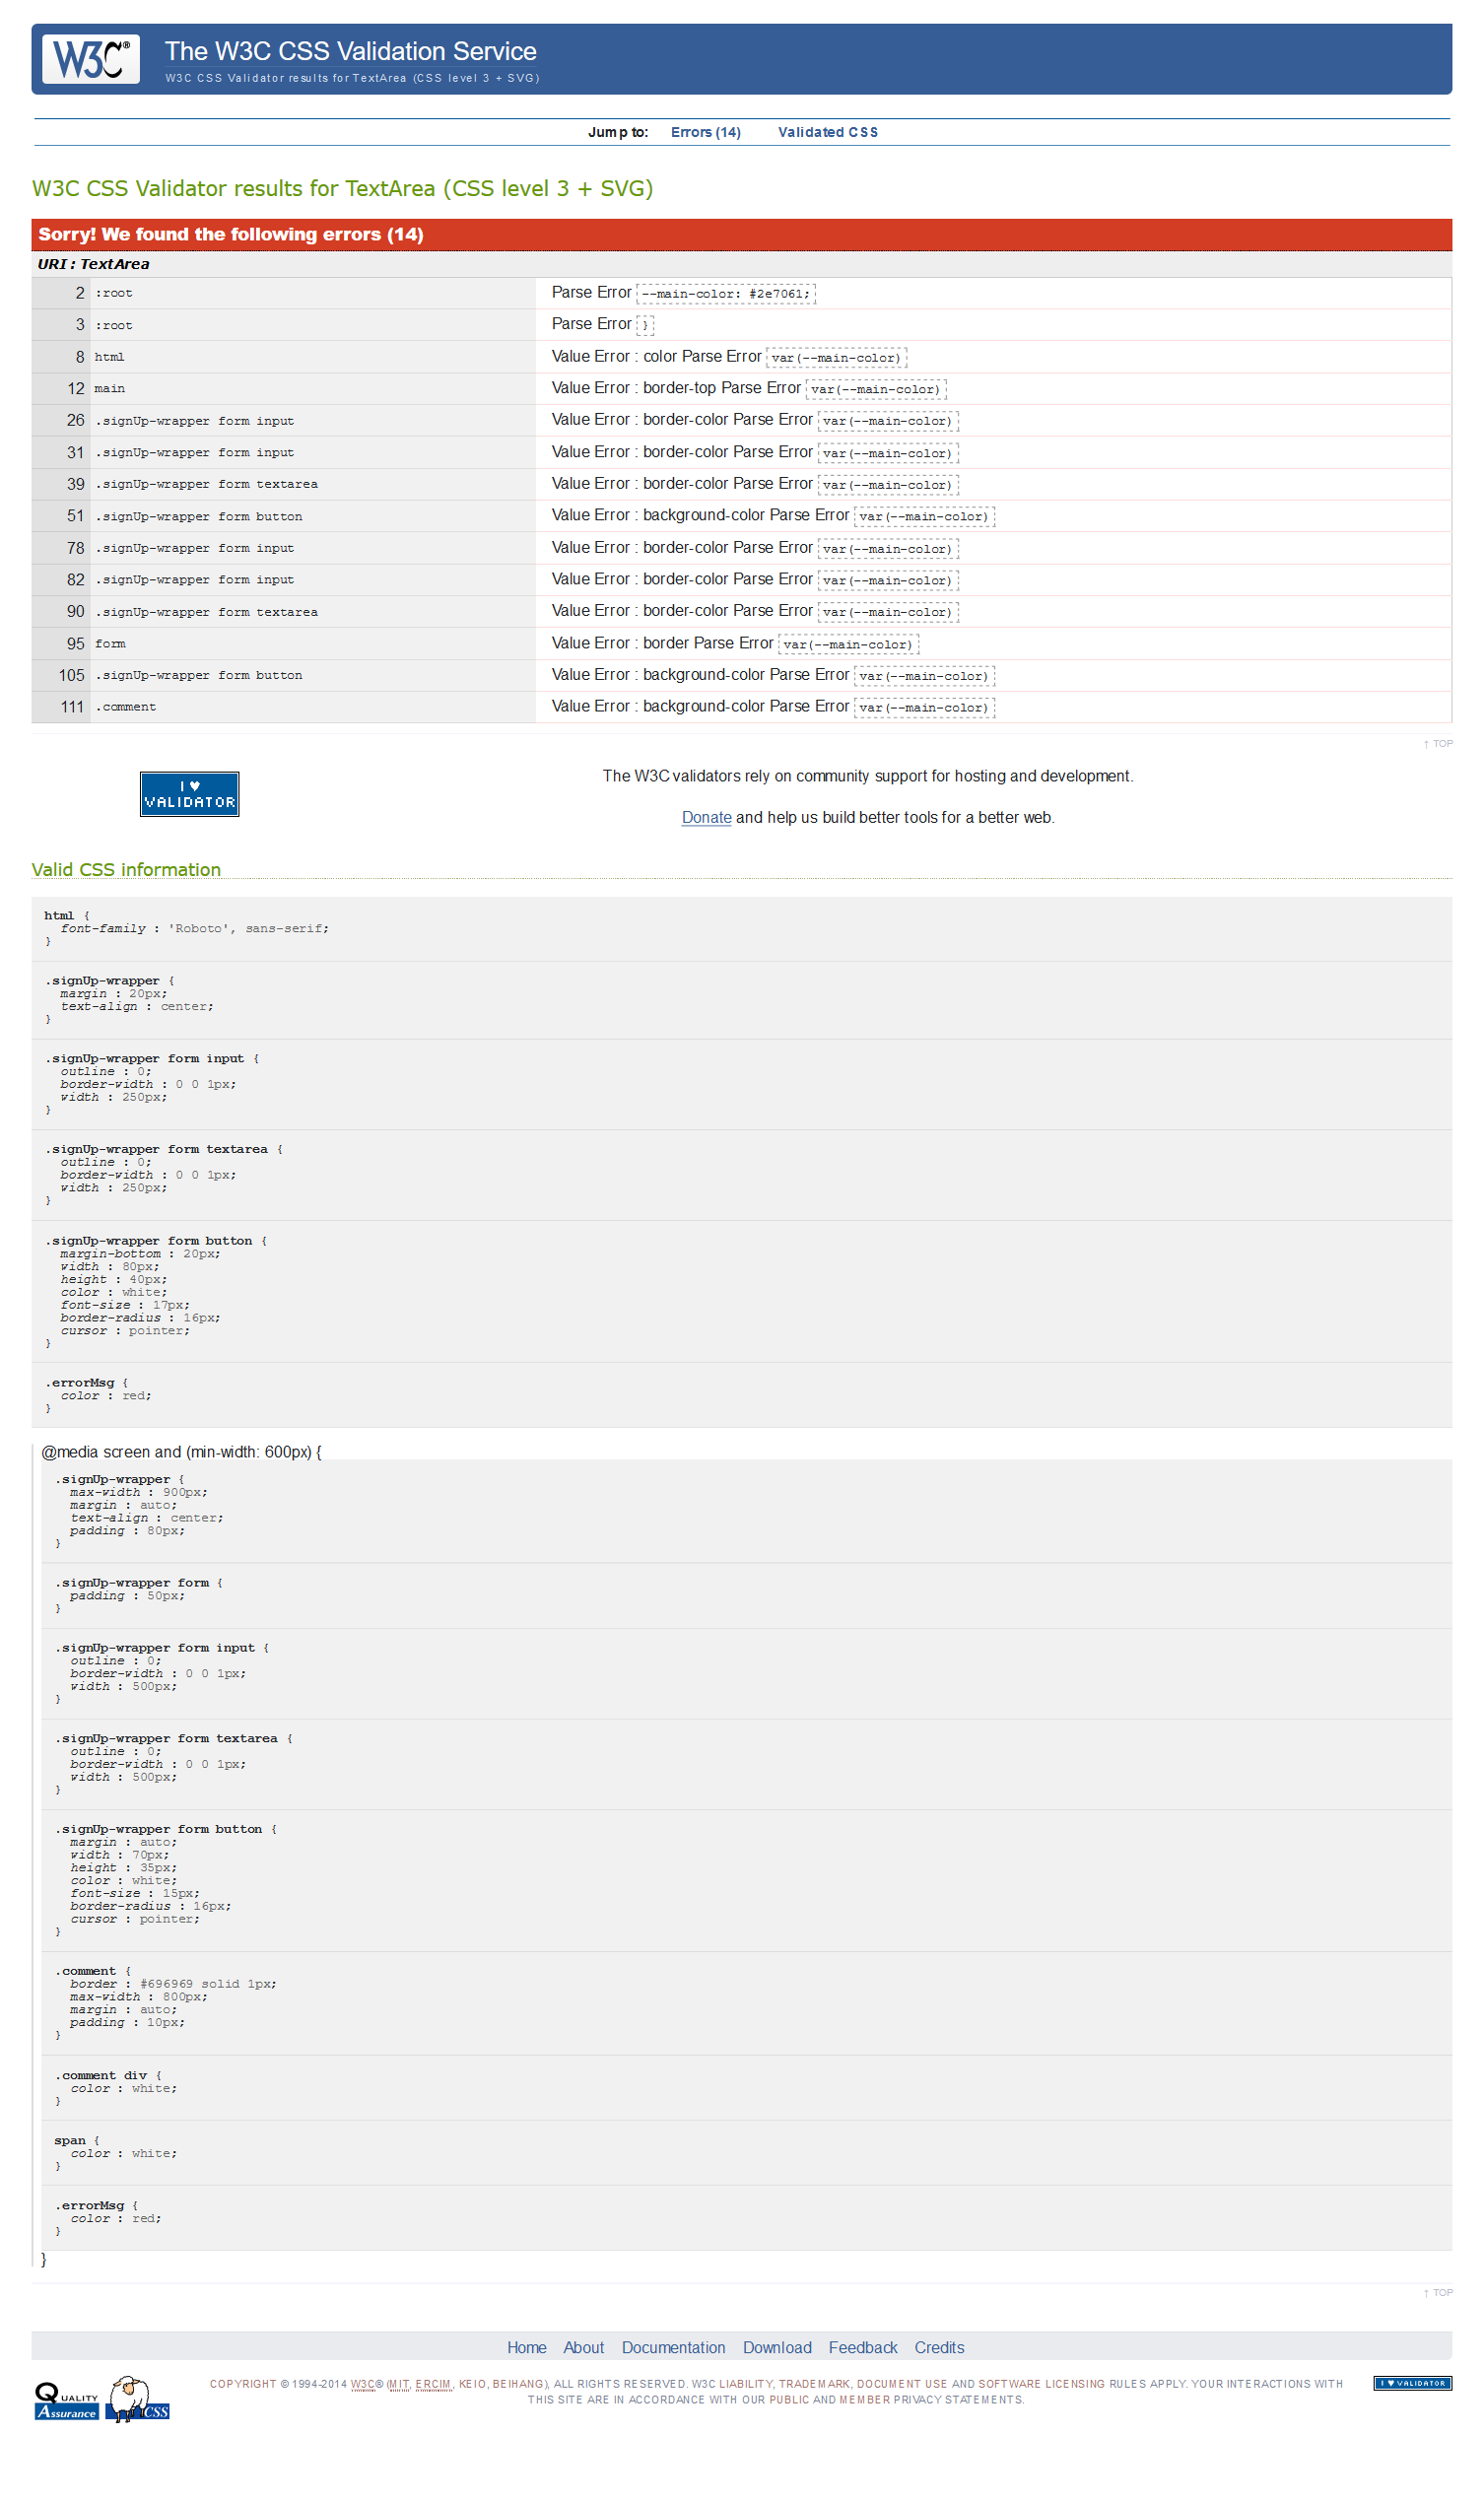 W3C®
The W3C CSS Validation Service
W3C CSS Validator results for TextArea (CSS level 3 + SVG)
Jump to: Errors (14) Validated CSS
W3C CSS Validator results for TextArea (CSS level 3 + SVG)
Sorry! We found the following errors (14)
URI : TextArea
2 :root Parse Error --main-color: #2e7061;
3 :root Parse Error }
8 html Value Error : color Parse Error var(--main-color)
12 main Value Error : border-top Parse Error var(--main-color)
26 .signUp-wrapper form input Value Error : border-color Parse Error var(--main-color)
31 .signUp-wrapper form input Value Error : border-color Parse Error var(--main-color)
39 .signUp-wrapper form textarea Value Error : border-color Parse Error var(--main-color)
51 .signUp-wrapper form button Value Error : background-color Parse Error var(--main-color)
78 .signUp-wrapper form input Value Error : border-color Parse Error var(--main-color)
82 .signUp-wrapper form input Value Error : border-color Parse Error var(--main-color)
90 .signUp-wrapper form textarea Value Error : border-color Parse Error var(--main-color)
95 form Value Error : border Parse Error var(--main-color)
105 .signUp-wrapper form button Value Error : background-color Parse Error var(--main-color)
111 .comment Value Error : background-color Parse Error var(--main-color)
↑ TOP
I ♥
VALIDATOR
The W3C validators rely on community support for hosting and development.
Donate and help us build better tools for a better web.
Valid CSS information
html {
font-family : 'Roboto', sans-serif;
}
.signUp-wrapper {
margin : 20px;
text-align : center;
}
.signUp-wrapper form input {
outline : 0;
border-width : 0 0 1px;
width : 250px;
}
.signUp-wrapper form textarea {
outline : 0;
border-width : 0 0 1px;
width : 250px;
}
.signUp-wrapper form button {
margin-bottom : 20px;
width : 80px;
height : 40px;
color : white;
font-size : 17px;
border-radius : 16px;
cursor : pointer;
}
.errorMsg {
color : red;
}
@media screen and (min-width: 600px) {
.signUp-wrapper {
max-width : 900px;
margin : auto;
text-align : center;
padding : 80px;
}
.signUp-wrapper form {
padding : 50px;
}
.signUp-wrapper form input {
outline : 0;
border-width : 0 0 1px;
width : 500px;
}
.signUp-wrapper form textarea {
outline : 0;
border-width : 0 0 1px;
width : 500px;
}
.signUp-wrapper form button {
margin : auto;
width : 70px;
height : 35px;
color : white;
font-size : 15px;
border-radius : 16px;
cursor : pointer;
}
.comment {
border : #696969 solid 1px;
max-width : 800px;
margin : auto;
padding : 10px;
}
.comment div {
color : white;
}
span {
color : white;
}
.errorMsg {
color : red;
}
}
↑ TOP
Home About Documentation Download Feedback Credits
QUALITY
Assurance
CSS
COPYRIGHT © 1994-2014 W3C® (MIT, ERCIM, KEIO, BEIHANG), ALL RIGHTS RESERVED. W3C LIABILITY, TRADEMARK, DOCUMENT USE AND SOFTWARE LICENSING RULES APPLY. YOUR INTERACTIONS WITH
THIS SITE ARE IN ACCORDANCE WITH OUR PUBLIC AND MEMBER PRIVACY STATEMENTS.
I ♥ VALIDATOR